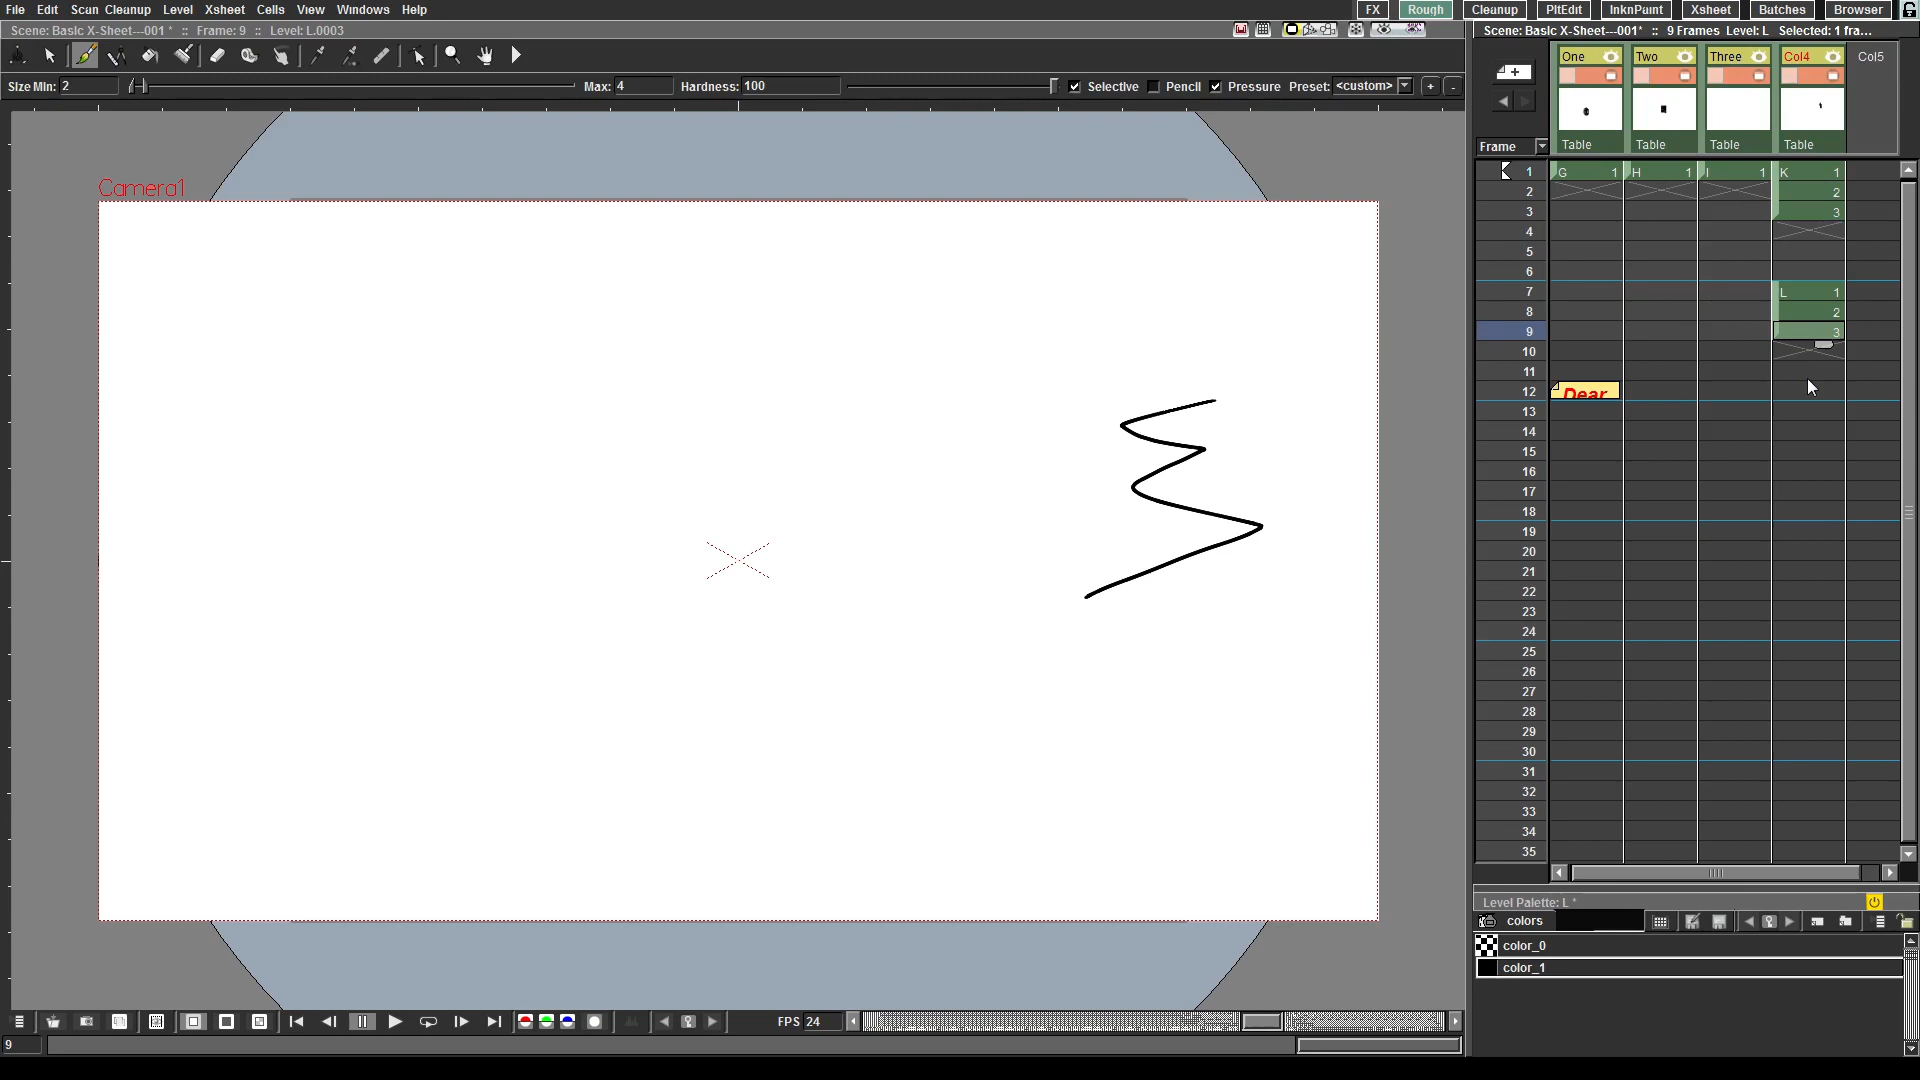 File Edit Scan Cleanup Level Xsheet Cells View Windows Help FX Rough Cleanup PltEdit InknPaint Xsheet Batches Browser
Scene: Basic X-Sheet---001 * :: Frame: 9 :: Level: L.0003
Scene: Basic X-Sheet---001* :: 9 Frames Level: L Selected: 1 fra...
One Two Three Col4 Col5
Size Min: 2 Max: 4 Hardness: 100 Selective Pencil Pressure Preset: <custom> + -
Table Table Table Table
Frame
Camera1
1 G 1 H 1 I 1 K 1
2 2
3 3
4
5
6
7 L 1
8 2
9 3
10
11
12 Dear
13
14
15
16
17
18
19
20
21
22
23
24
25
26
27
28
29
30
31
32
33
34
35
Level Palette: L *
colors
color_0
color_1
FPS 24
9